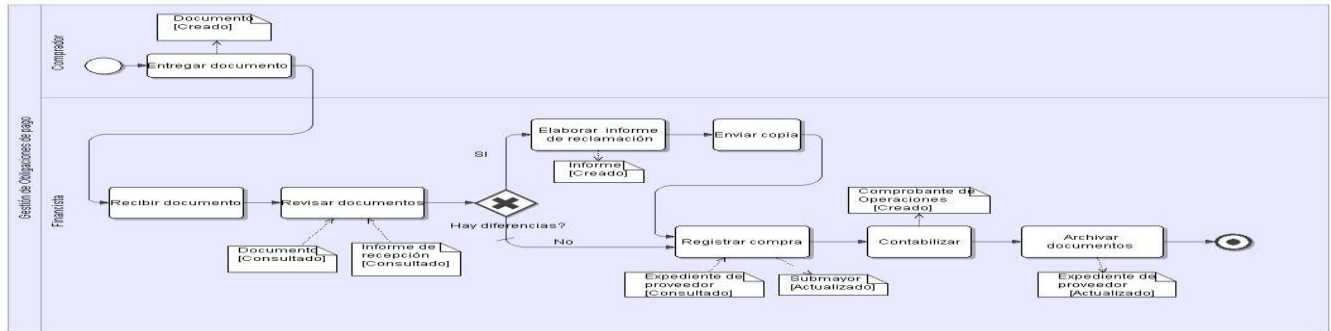 Gestión de Obligaciones de pago
Comprador
Documento
[Creado]
Entregar documento
Financista
Recibir documento
Revisar documentos
Documento
[Consultado]
Informe de
recepción
[Consultado]
Hay diferencias?
SI
No
Elaborar informe
de reclamación
Informe
[Creado]
Enviar copia
Registrar compra
Expediente de
proveedor
[Consultado]
Submayor
[Actualizado]
Contabilizar
Comprobante de
Operaciones
[Creado]
Archivar
documentos
Expediente de
proveedor
[Actualizado]